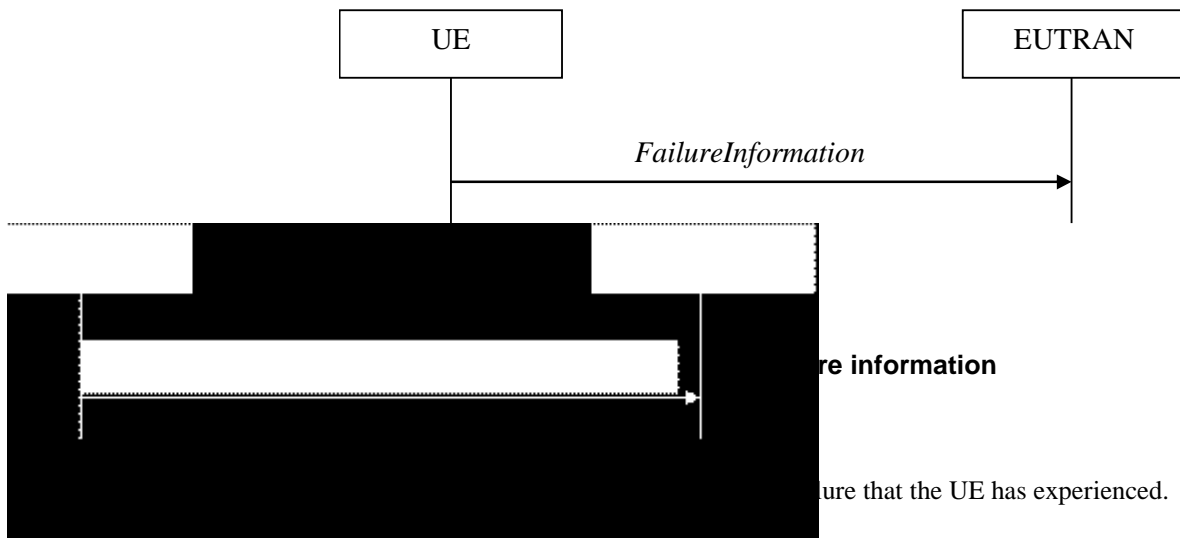 UE
EUTRAN
FailureInformation
re information
lure that the UE has experienced.